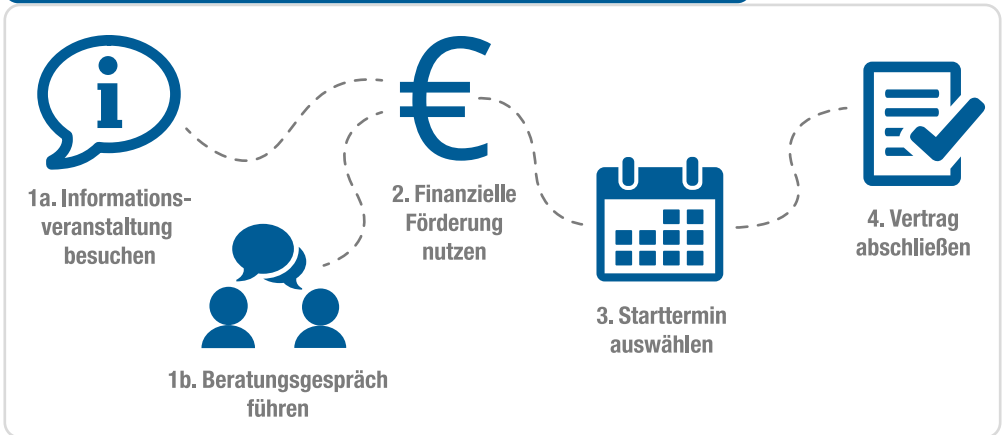 1a. Informations-
veranstaltung
besuchen
1b. Beratungsgespräch
führen
2. Finanzielle
Förderung
nutzen
3. Starttermin
auswählen
4. Vertrag
abschließen